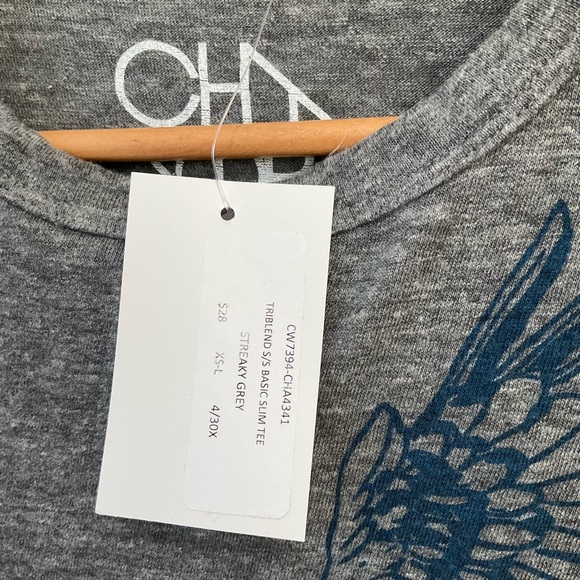 CHA
CW7394-CHA4341
TRIBLEND S/S BASIC SLIM TEE
STREAKY GREY
$28 XS-L 4/30X